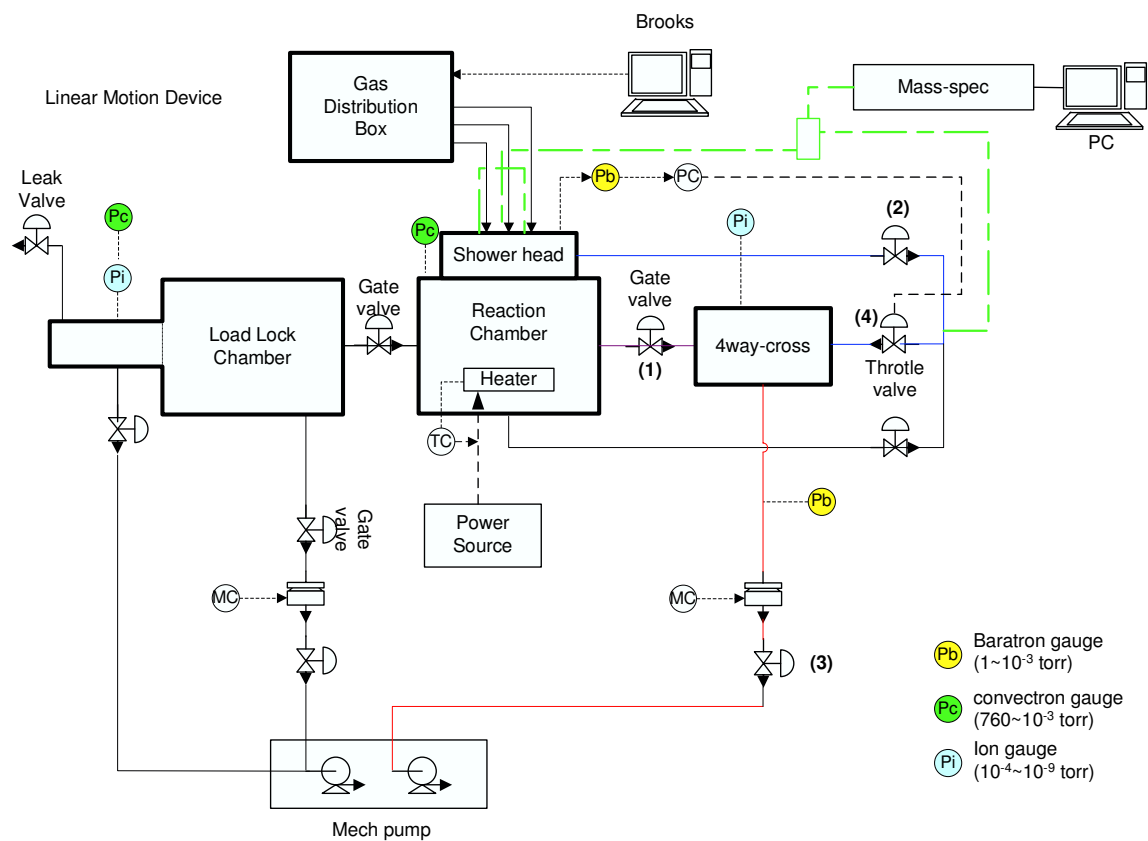 Brooks
Gas
Distribution
Box
Mass-spec
PC
Linear Motion Device
Leak
Valve
Pc
Pi
Pb
PC
Pc
Pi
(2)
Shower head
Gate
valve
Gate
valve
Load Lock
Chamber
Reaction
Chamber
Heater
(1)
4way-cross
(4)
Throtle
valve
TC
Power
Source
Gate
valve
Pb
MC
MC
(3)
Pb
Baratron gauge
(1~10-3 torr)
Pc
convectron gauge
(760~10-3 torr)
Pi
Ion gauge
(10-4~10-9 torr)
Mech pump